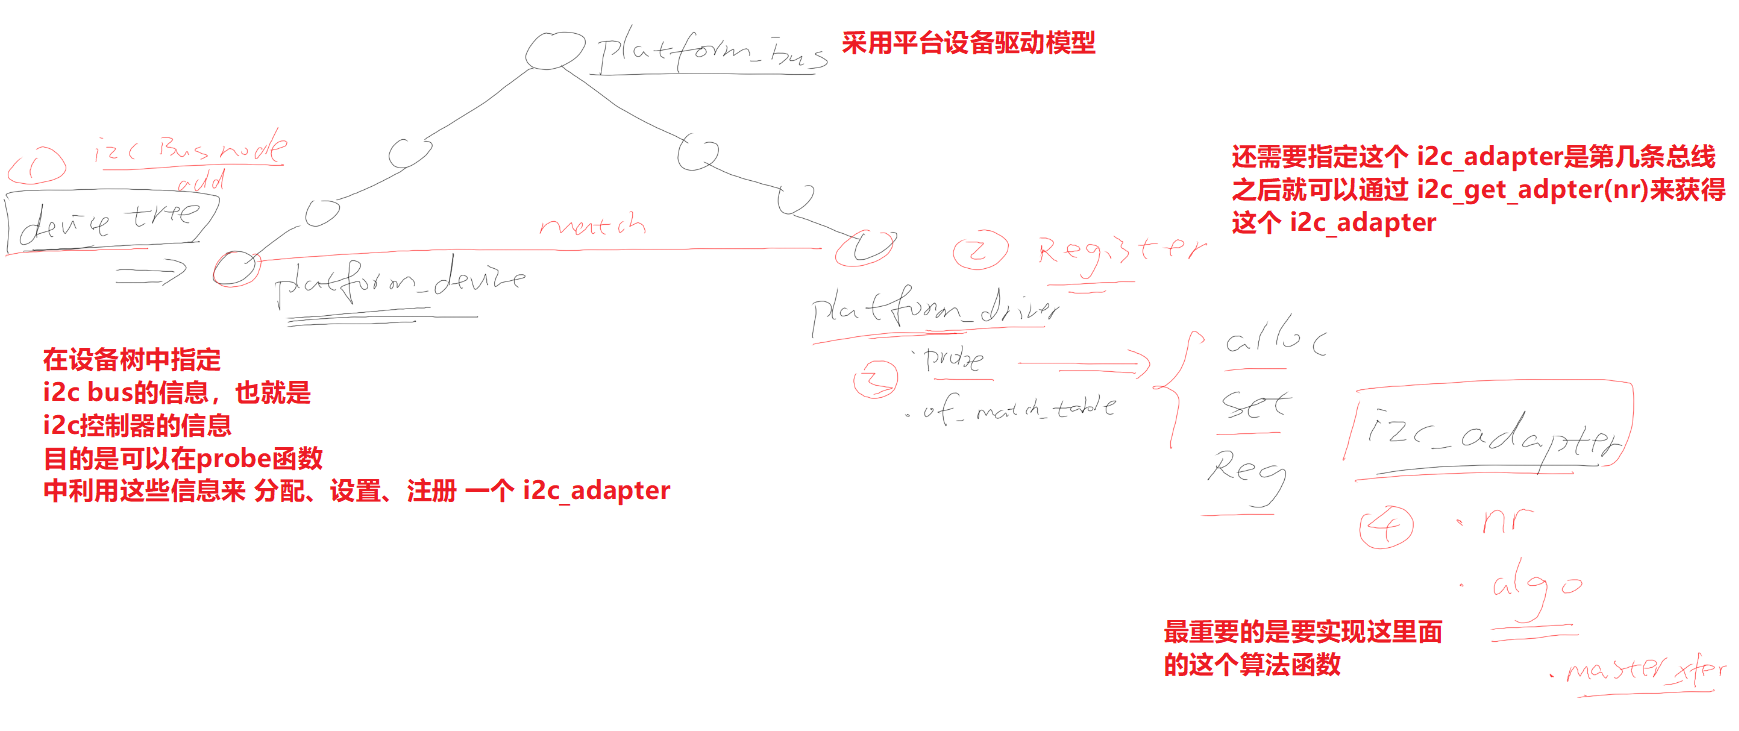 platform_bus
采用平台设备驱动模型
① i2c Bus node
add
device tree
match
platform_device
② Register
platform_driver
还需要指定这个 i2c_adapter是第几条总线
之后就可以通过 i2c_get_adpter(nr)来获得
这个 i2c_adapter
在设备树中指定
i2c bus的信息，也就是
i2c控制器的信息
目的是可以在probe函数
中利用这些信息来 分配、设置、注册 一个 i2c_adapter
③
· probe
· of_match_table
alloc
set
Reg
i2c_adapter
④ · nr
· algo
最重要的是要实现这里面
的这个算法函数
· master_xfer